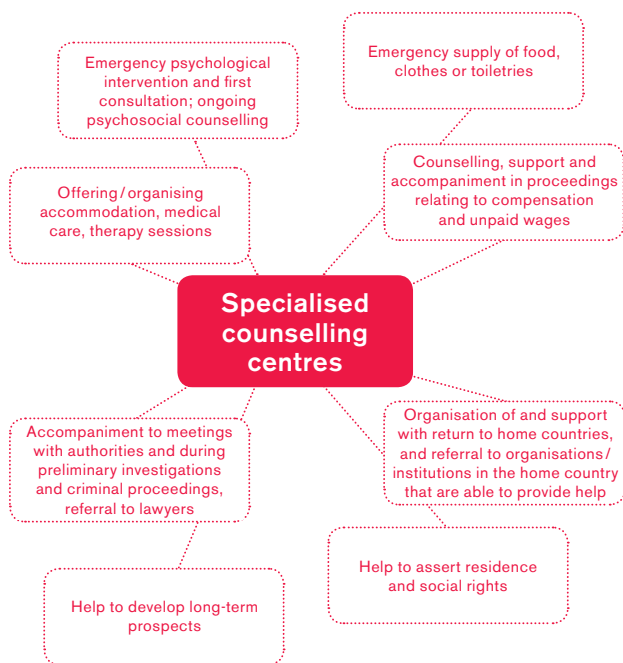 Emergency psychological
intervention and first
consultation; ongoing
psychosocial counselling
Emergency supply of food,
clothes or toiletries
Offering/organising
accommodation, medical
care, therapy sessions
Counselling, support and
accompaniment in proceedings
relating to compensation
and unpaid wages
Specialised
counselling
centres
Accompaniment to meetings
with authorities and during
preliminary investigations
and criminal proceedings,
referral to lawyers
Organisation of and support
with return to home countries,
and referral to organisations/
institutions in the home country
that are able to provide help
Help to develop long-term
prospects
Help to assert residence
and social rights